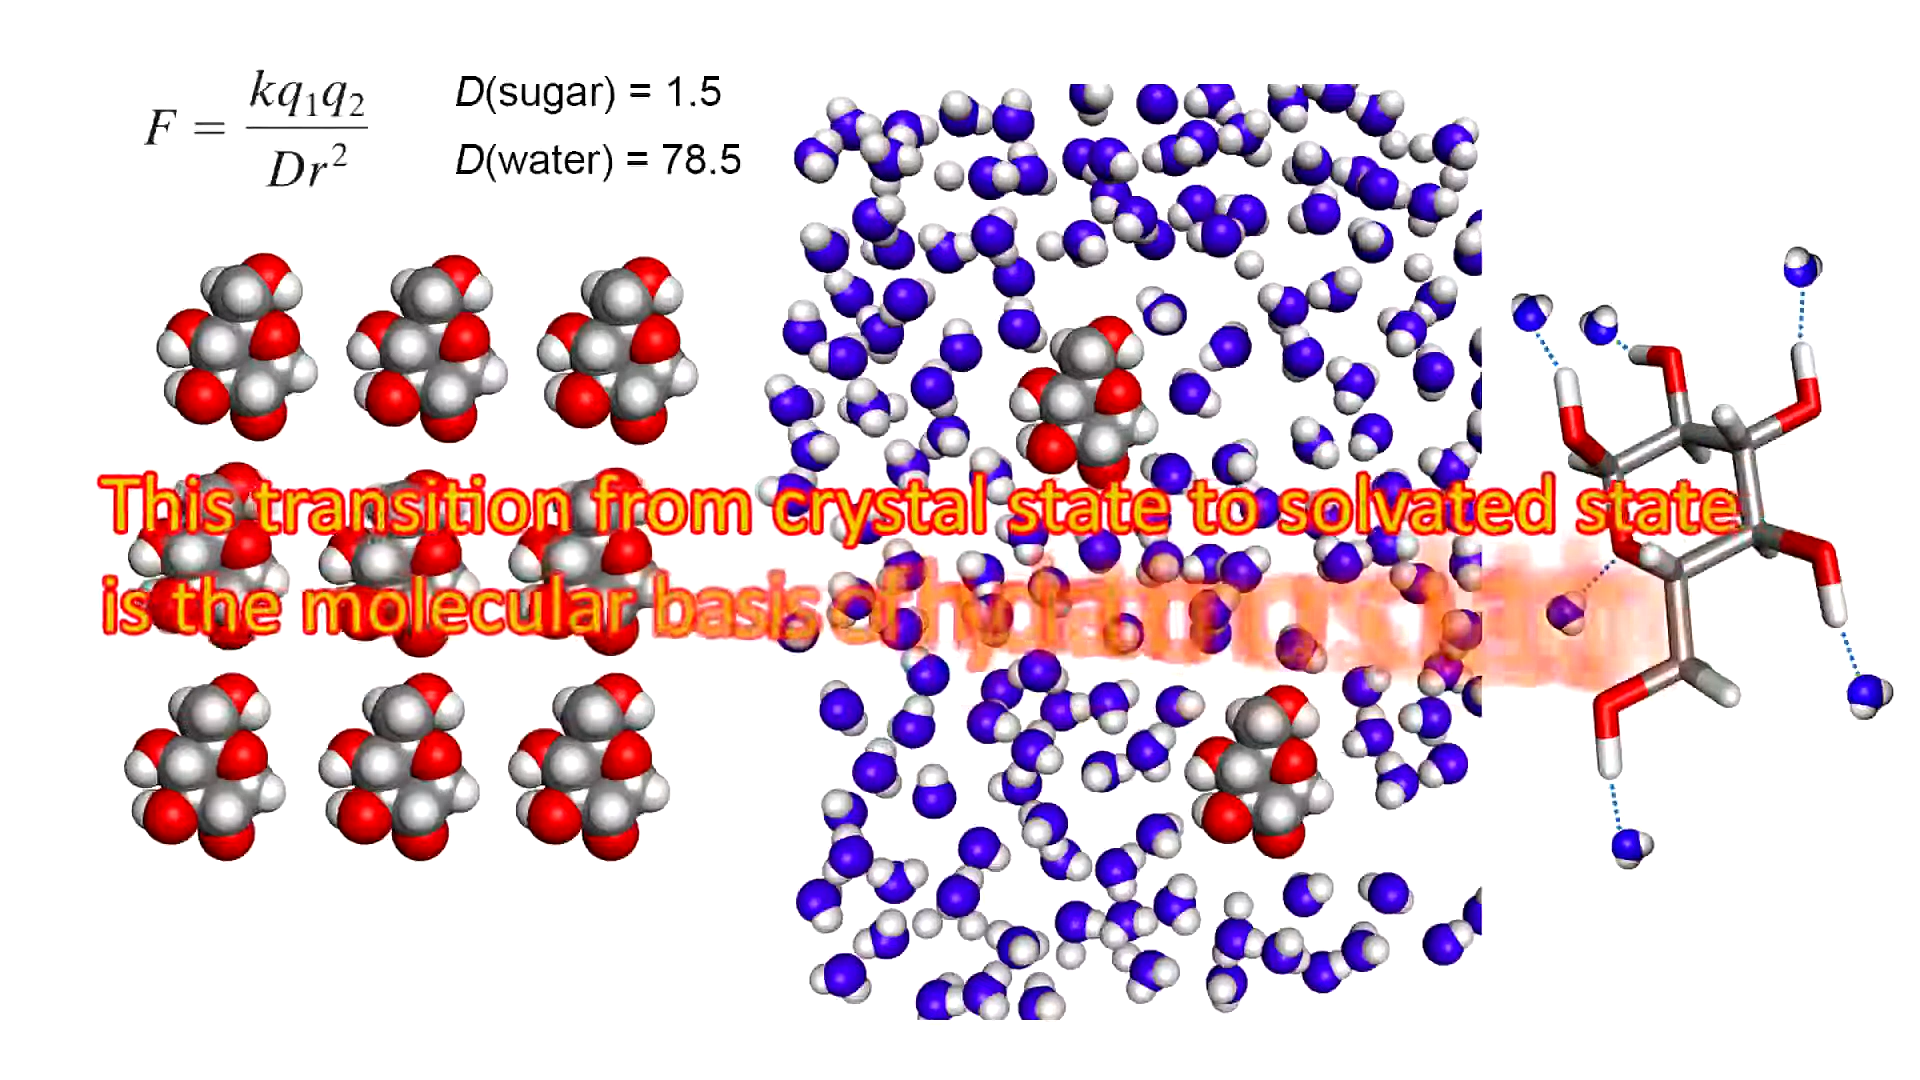 F = kq₁q₂ / Dr²
D(sugar) = 1.5
D(water) = 78.5
This transition from crystal state to solvated state
is the molecular basis of